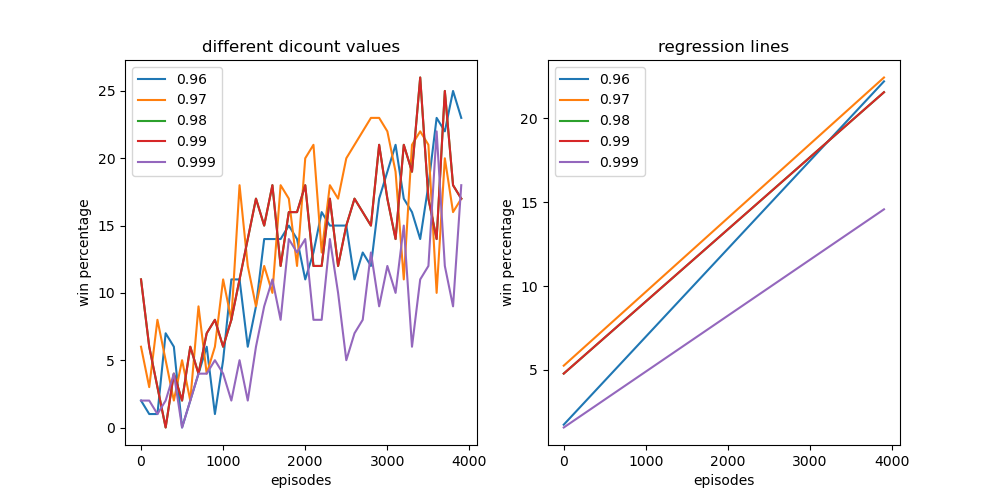 different dicount values
0.96
0.97
0.98
0.99
0.999
25
20
15
10
5
0
win percentage
0 1000 2000 3000 4000
episodes
regression lines
0.96
0.97
0.98
0.99
0.999
20
15
10
5
win percentage
0 1000 2000 3000 4000
episodes